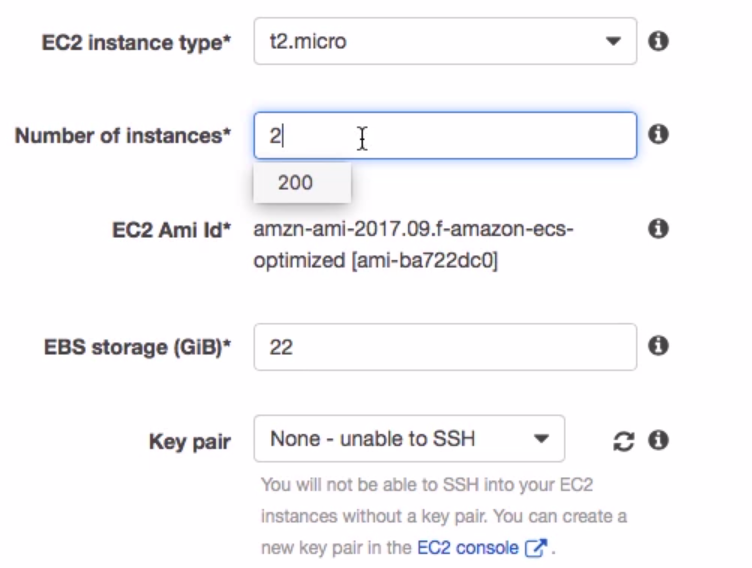 EC2 instance type* t2.micro
Number of instances* 2
200
EC2 Ami Id* amzn-ami-2017.09.f-amazon-ecs-
optimized [ami-ba722dc0]
EBS storage (GiB)* 22
Key pair None - unable to SSH
You will not be able to SSH into your EC2
instances without a key pair. You can create a
new key pair in the EC2 console .